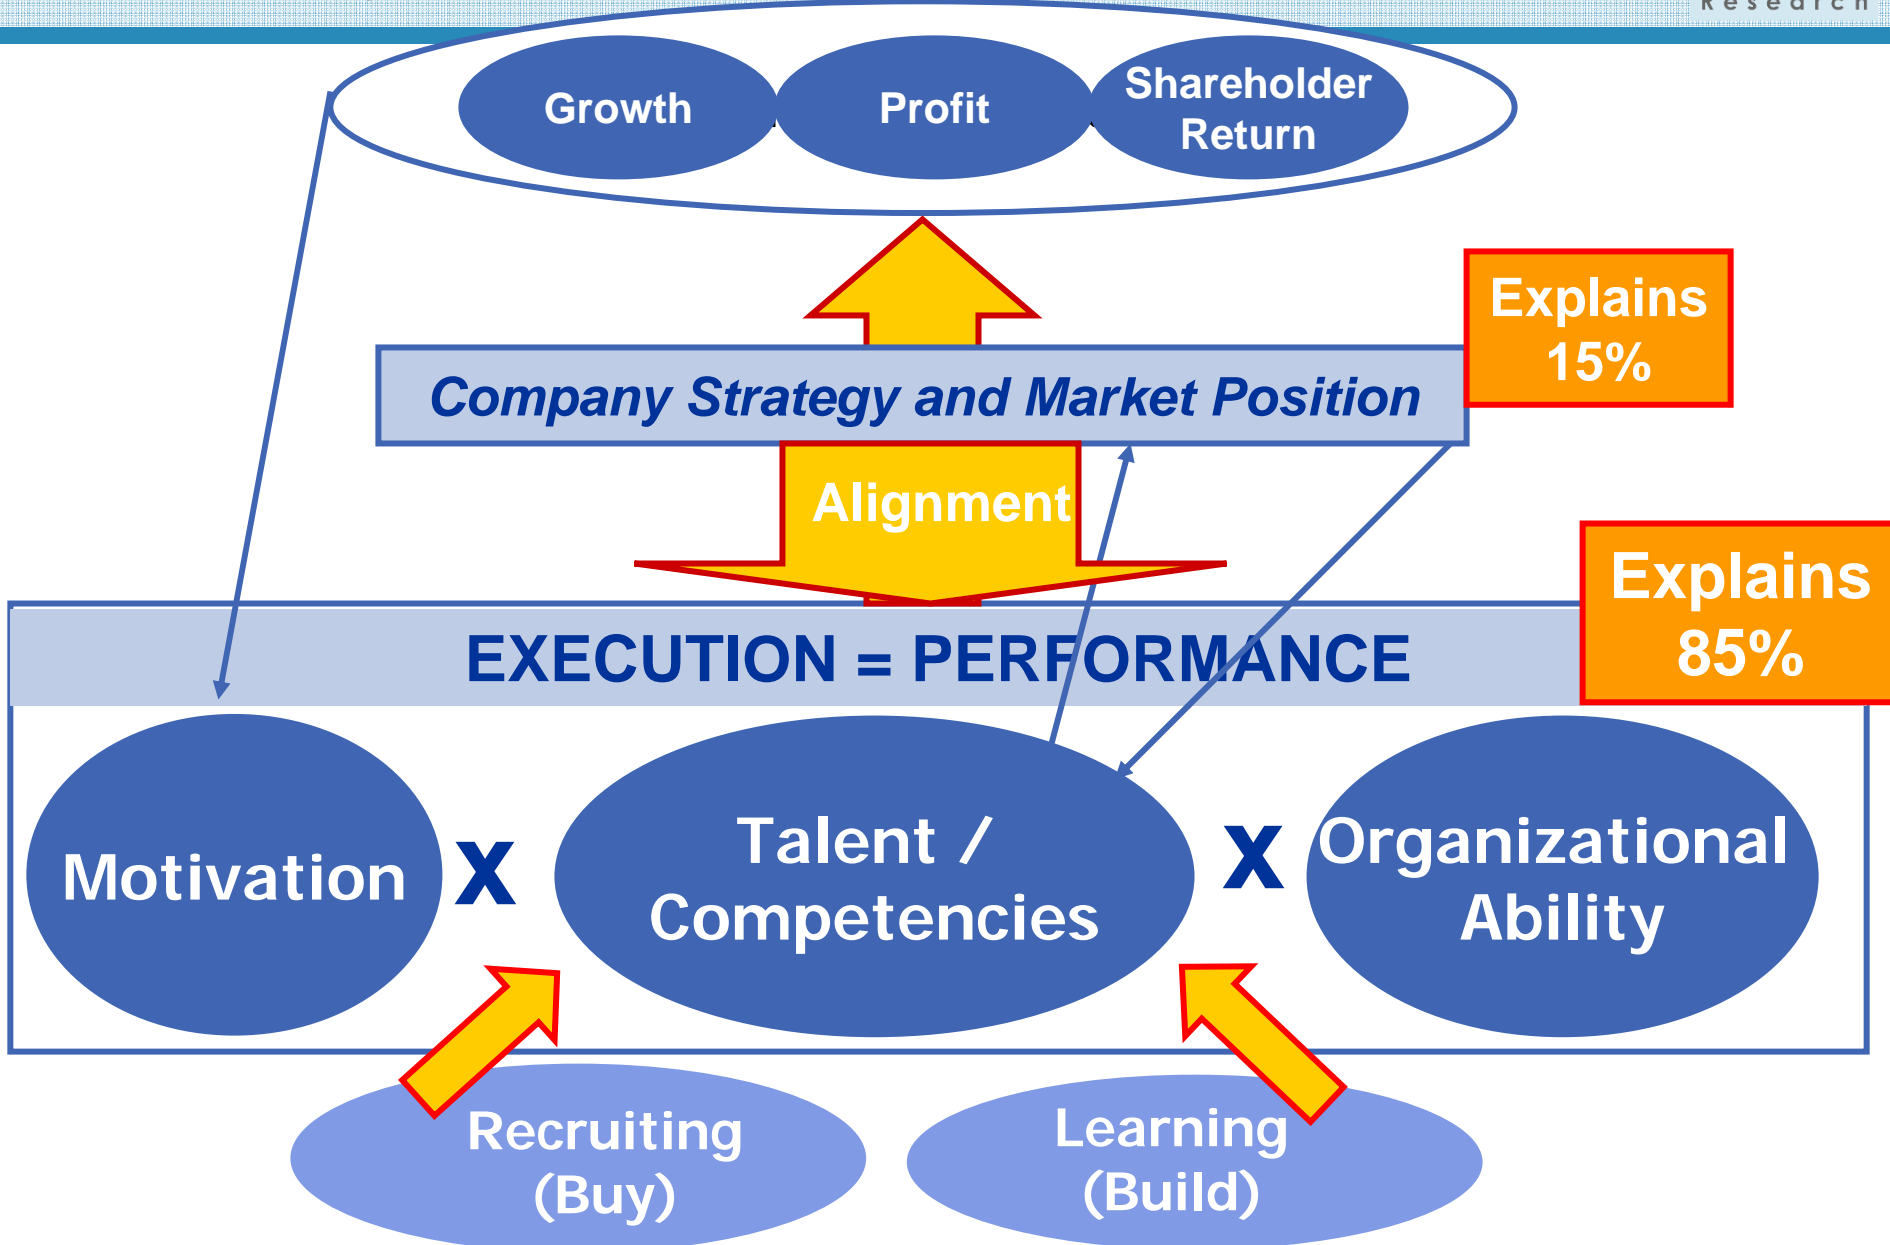 Research
Growth
Profit
Shareholder
Return
Explains
15%
Company Strategy and Market Position
Alignment
Explains
85%
EXECUTION = PERFORMANCE
Motivation
X
Talent /
Competencies
X
Organizational
Ability
Recruiting
(Buy)
Learning
(Build)